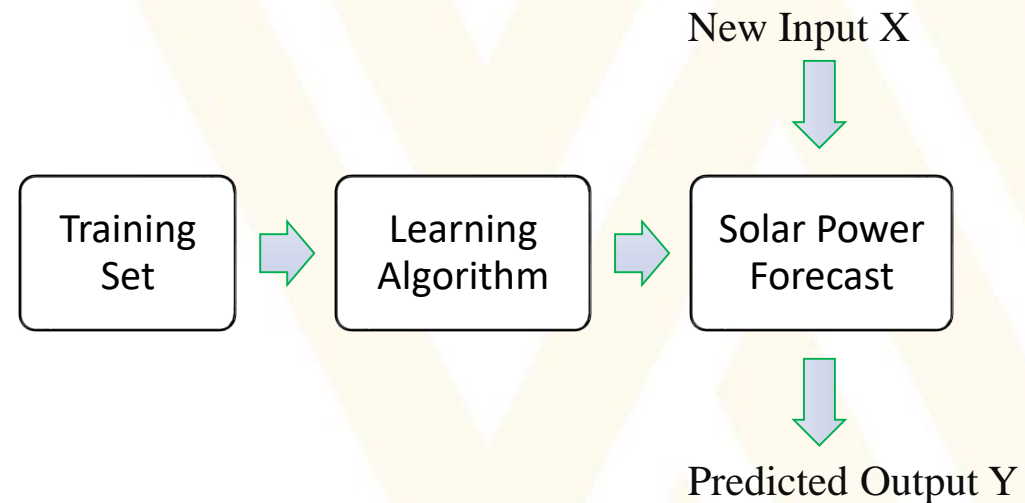 New Input X
Training
Set
Learning
Algorithm
Solar Power
Forecast
Predicted Output Y